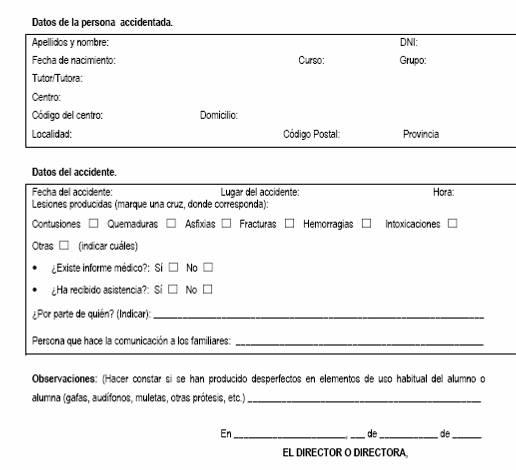 Datos de la persona accidentada.
Apellidos y nombre: DNI:
Fecha de nacimiento: Curso: Grupo:
Tutor/Tutora:
Centro:
Código del centro: Domicilio:
Localidad: Código Postal: Provincia
Datos del accidente.
Fecha del accidente: Lugar del accidente: Hora:
Lesiones producidas (marque una cruz, donde corresponda):
Contusiones ☐ Quemaduras ☐ Asfixias ☐ Fracturas ☐ Hemorragias ☐ Intoxicaciones ☐
Otras ☐ (indicar cuáles)
• ¿Existe informe médico?: Sí ☐ No ☐
• ¿Ha recibido asistencia?: Sí ☐ No ☐
¿Por parte de quién? (Indicar): ____________________
Persona que hace la comunicación a los familiares: ____________________
Observaciones: (Hacer constar si se han producido desperfectos en elementos de uso habitual del alumno o
alumna (gafas, audífonos, muletas, otras prótesis, etc.) ____________________
En ____________________, ___ de __________ de _____
EL DIRECTOR O DIRECTORA,